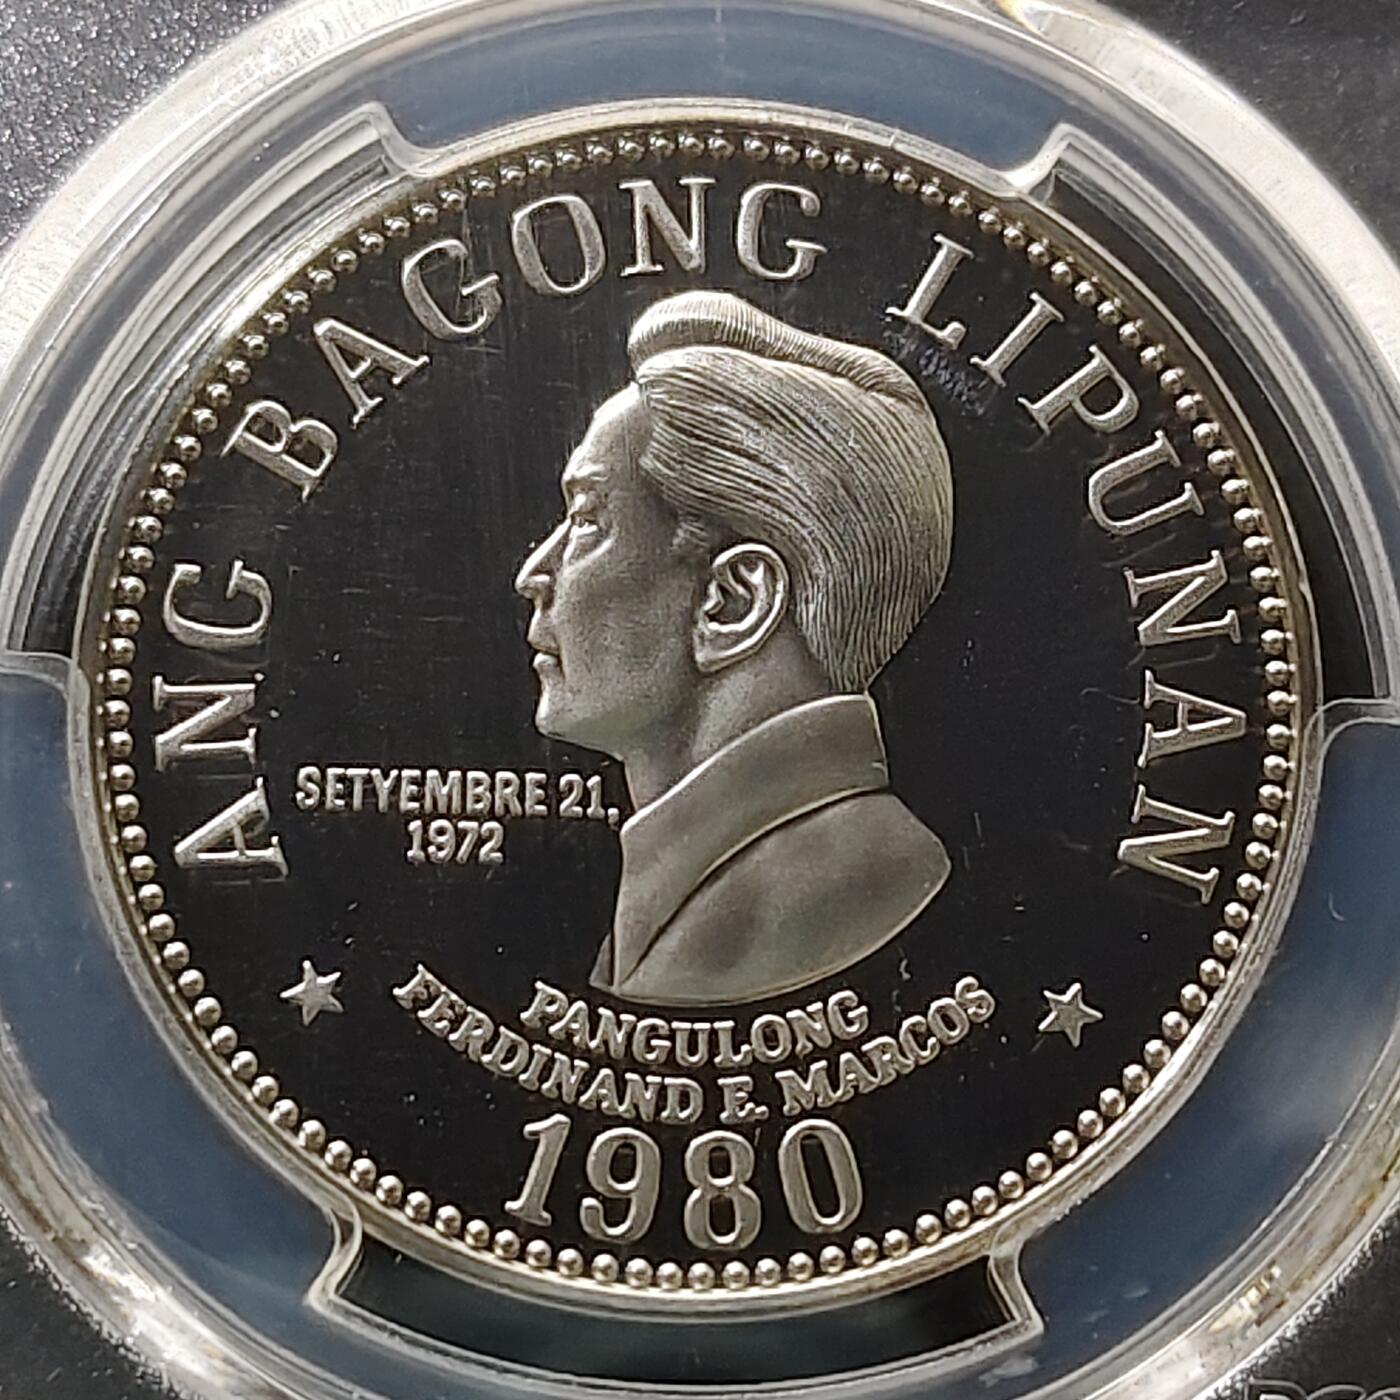 ANG BAGONG LIPUNAN
SETYEMBRE 21,
1972
PANGULONG
FERDINAND E. MARCOS
1980